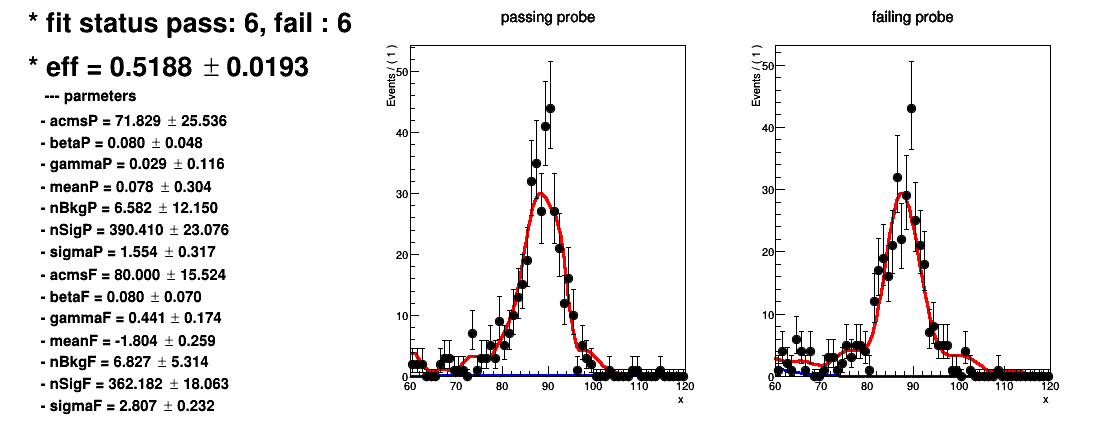 * fit status pass: 6, fail : 6
* eff = 0.5188 ± 0.0193
--- parmeters
- acmsP = 71.829 ± 25.536
- betaP = 0.080 ± 0.048
- gammaP = 0.029 ± 0.116
- meanP = 0.078 ± 0.304
- nBkgP = 6.582 ± 12.150
- nSigP = 390.410 ± 23.076
- sigmaP = 1.554 ± 0.317
- acmsF = 80.000 ± 15.524
- betaF = 0.080 ± 0.070
- gammaF = 0.441 ± 0.174
- meanF = -1.804 ± 0.259
- nBkgF = 6.827 ± 5.314
- nSigF = 362.182 ± 18.063
- sigmaF = 2.807 ± 0.232
passing probe
Events / ( 1 )
50
40
30
20
10
0
60 70 80 90 100 110 120
x
failing probe
Events / ( 1 )
50
40
30
20
10
0
60 70 80 90 100 110 120
x